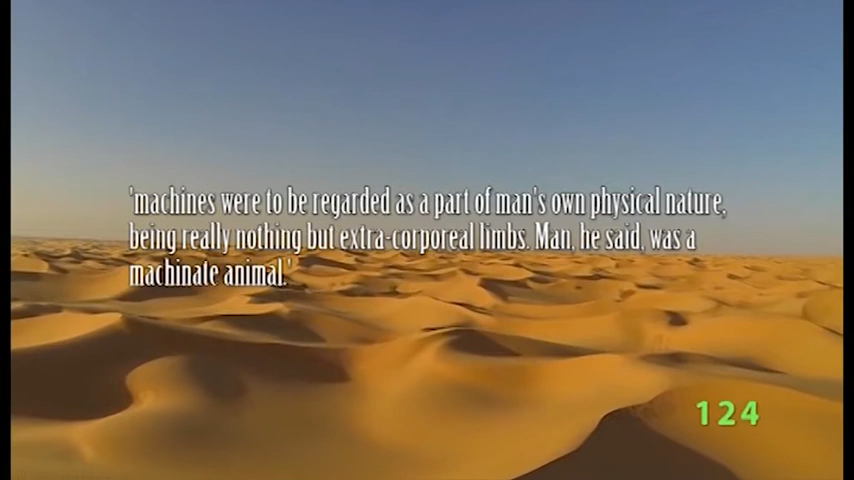 'machines were to be regarded as a part of man's own physical nature,
being really nothing but extra-corporeal limbs. Man, he said, was a
machinate animal.'
124